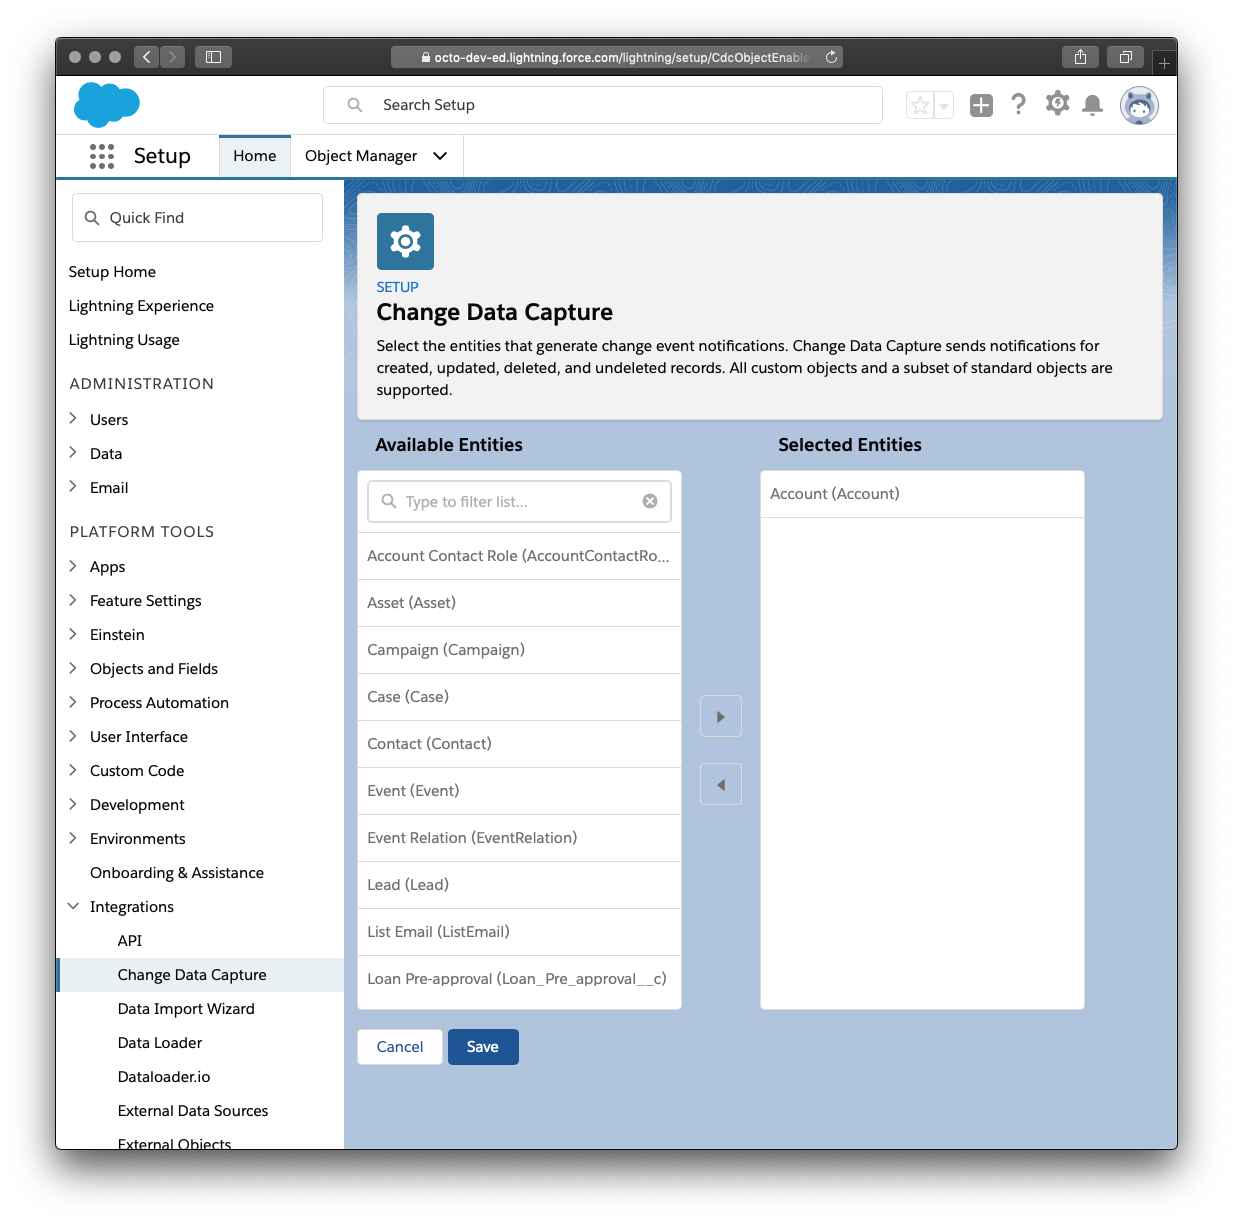 octo-dev-ed.lightning.force.com/lightning/setup/CdcObjectEnable
Search Setup
Setup
Home
Object Manager
Quick Find
Setup Home
Lightning Experience
Lightning Usage
ADMINISTRATION
Users
Data
Email
PLATFORM TOOLS
Apps
Feature Settings
Einstein
Objects and Fields
Process Automation
User Interface
Custom Code
Development
Environments
Onboarding & Assistance
Integrations
API
Change Data Capture
Data Import Wizard
Data Loader
Dataloader.io
External Data Sources
External Objects
SETUP
Change Data Capture
Select the entities that generate change event notifications. Change Data Capture sends notifications for
created, updated, deleted, and undeleted records. All custom objects and a subset of standard objects are
supported.
Available Entities
Type to filter list...
Account Contact Role (AccountContactRo...
Asset (Asset)
Campaign (Campaign)
Case (Case)
Contact (Contact)
Event (Event)
Event Relation (EventRelation)
Lead (Lead)
List Email (ListEmail)
Loan Pre-approval (Loan_Pre_approval__c)
Selected Entities
Account (Account)
Cancel
Save